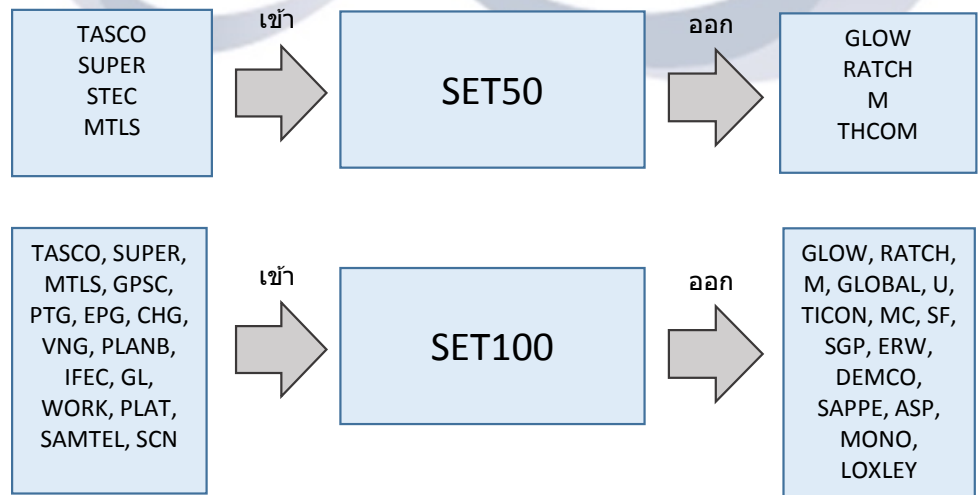 TASCO
SUPER
STEC
MTLS
เข้า
SET50
ออก
GLOW
RATCH
M
THCOM
TASCO, SUPER,
MTLS, GPSC,
PTG, EPG, CHG,
VNG, PLANB,
IFEC, GL,
WORK, PLAT,
SAMTEL, SCN
เข้า
SET100
ออก
GLOW, RATCH,
M, GLOBAL, U,
TICON, MC, SF,
SGP, ERW,
DEMCO,
SAPPE, ASP,
MONO,
LOXLEY